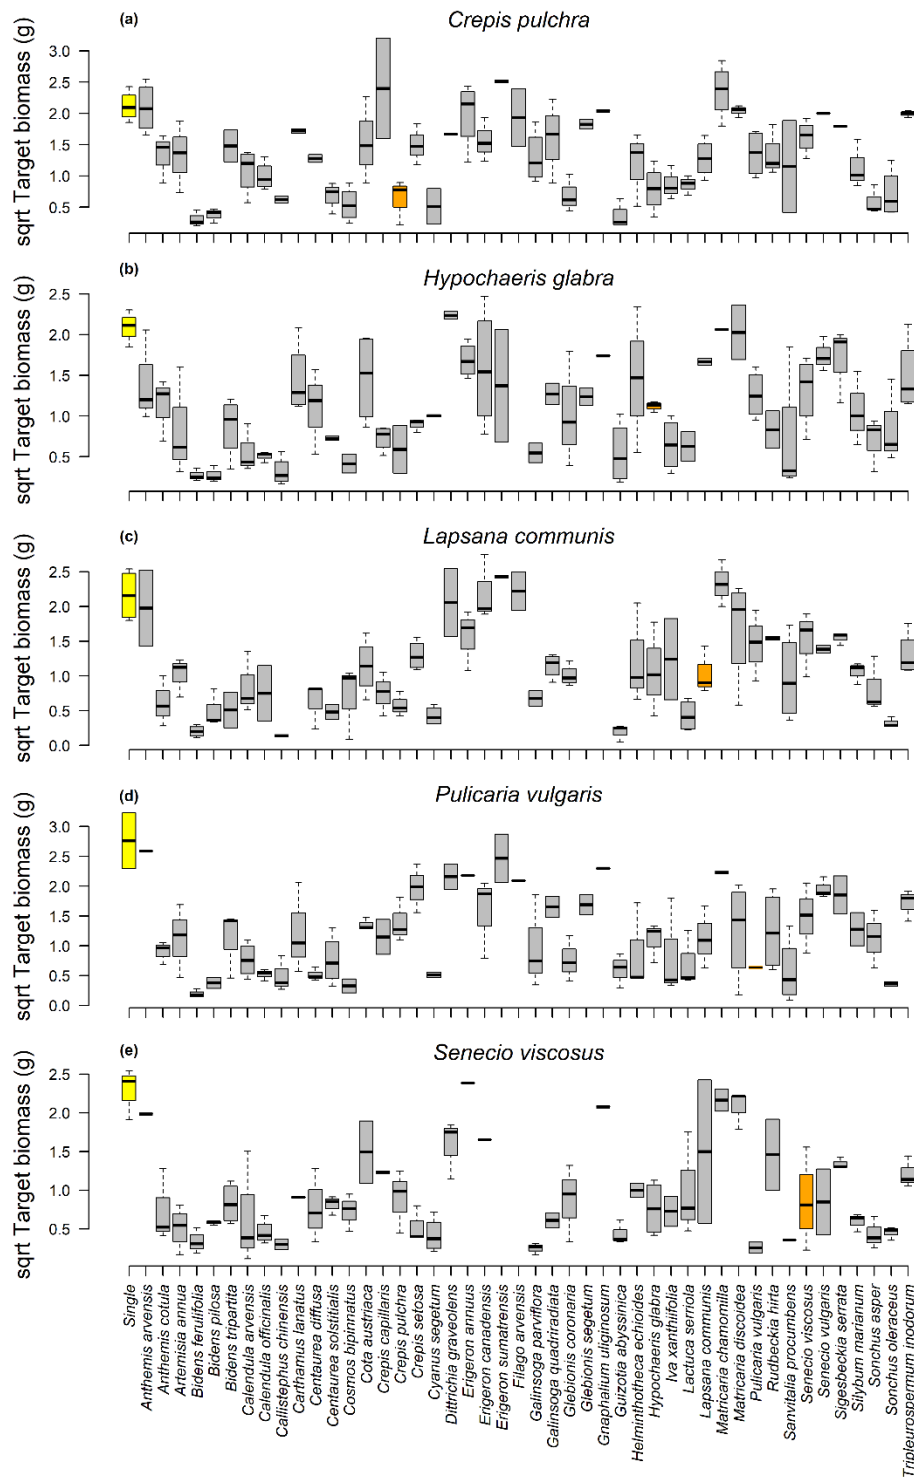 (a) Crepis pulchra
sqrt Target biomass (g)
3.0
2.5
2.0
1.5
1.0
0.5
(b) Hypochaeris glabra
sqrt Target biomass (g)
2.5
2.0
1.5
1.0
0.5
(c) Lapsana communis
sqrt Target biomass (g)
2.5
2.0
1.5
1.0
0.5
0.0
(d) Pulicaria vulgaris
sqrt Target biomass (g)
3.0
2.5
2.0
1.5
1.0
0.5
0.0
(e) Senecio viscosus
sqrt Target biomass (g)
2.5
2.0
1.5
1.0
0.5
Single
Anthemis arvensis
Anthemis cotula
Artemisia annua
Bidens ferulifolia
Bidens pilosa
Bidens tripartita
Calendula arvensis
Calendula officinalis
Callistephus chinensis
Carthamus lanatus
Centaurea diffusa
Centaurea solstitialis
Cosmos bipinnatus
Cota austriaca
Crepis capillaris
Crepis pulchra
Crepis setosa
Cyanus segetum
Dittrichia graveolens
Erigeron annuus
Erigeron canadensis
Erigeron sumatrensis
Filago arvensis
Galinsoga parviflora
Galinsoga quadriradiata
Glebionis coronaria
Glebionis segetum
Gnaphalium uliginosum
Guizotia abyssinica
Helminthotheca echioides
Hypochaeris glabra
Iva xanthiifolia
Lactuca serriola
Lapsana communis
Matricaria chamomilla
Matricaria discoidea
Pulicaria vulgaris
Rudbeckia hirta
Sanvitalia procumbens
Senecio viscosus
Senecio vulgaris
Sigesbeckia serrata
Silybum marianum
Sonchus asper
Sonchus oleraceus
Tripleurospermum inodorum